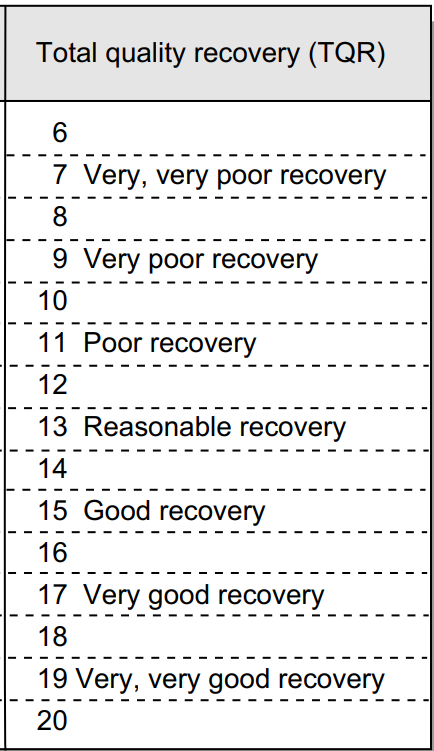 Total quality recovery (TQR)
6
7 Very, very poor recovery
8
9 Very poor recovery
10
11 Poor recovery
12
13 Reasonable recovery
14
15 Good recovery
16
17 Very good recovery
18
19 Very, very good recovery
20